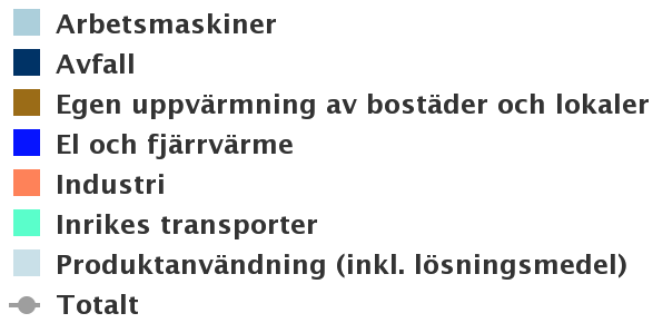 Arbetsmaskiner
Avfall
Egen uppvärmning av bostäder och lokaler
El och fjärrvärme
Industri
Inrikes transporter
Produktanvändning (inkl. lösningsmedel)
Totalt